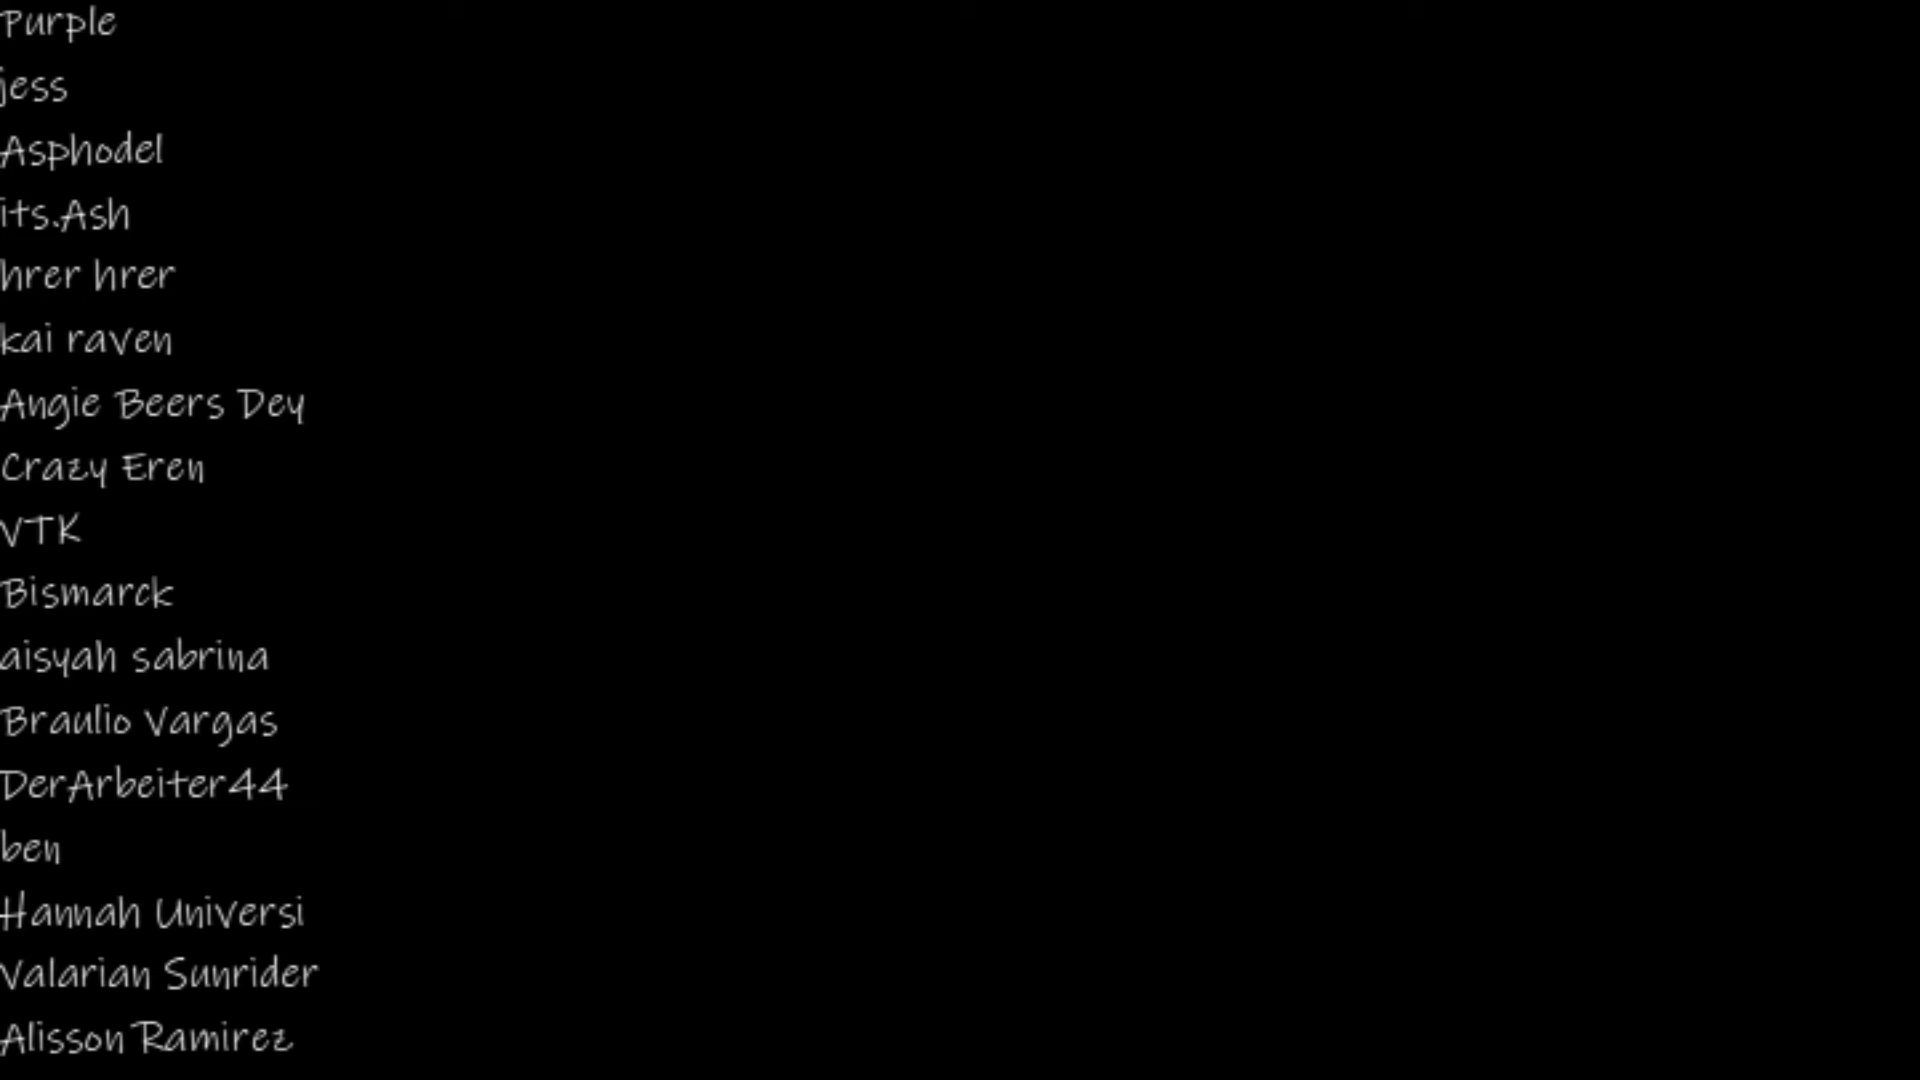 Purple
jess
Asphodel
its.Ash
hrer hrer
kai raven
Angie Beers Dey
Crazy Eren
VTK
Bismarck
aisyah sabrina
Braulio Vargas
DerArbeiter44
ben
Hannah Universi
Valarian Sunrider
Alisson Ramirez